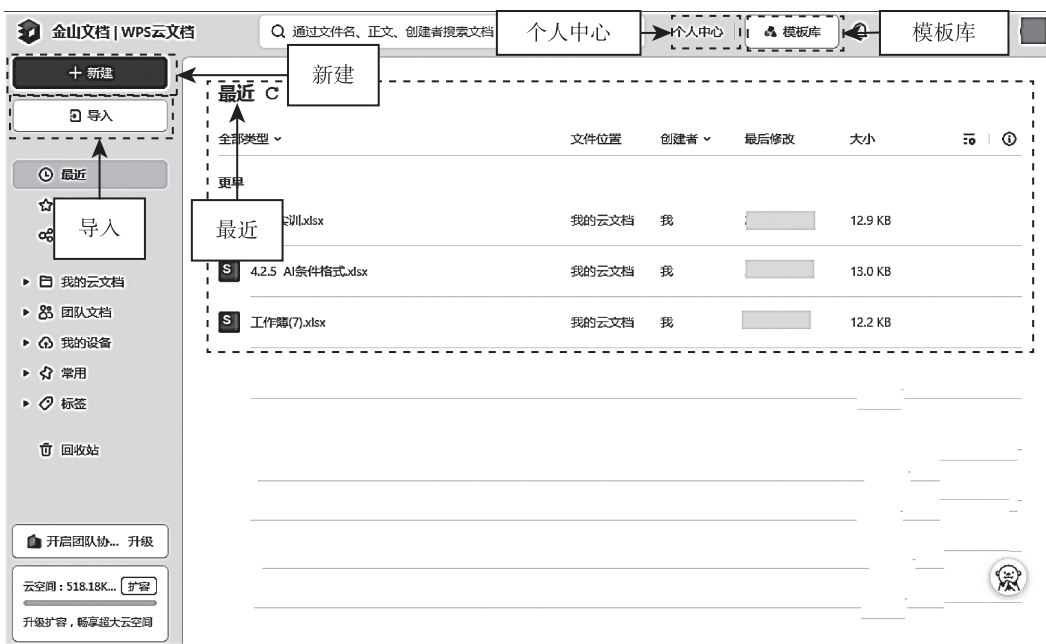 金山文档 | WPS云文档
通过文件名、正文、创建者搜索文档
个人中心
个人中心
模板库
模板库
+ 新建
新建
导入
最近
全部类型
文件位置
创建者
最后修改
大小
最近
更早
导入
最近
实训.xlsx
我的云文档
我
12.9 KB
S
4.2.5 AI条件格式.xlsx
我的云文档
我
13.0 KB
S
工作簿(7).xlsx
我的云文档
我
12.2 KB
我的云文档
团队文档
我的设备
常用
标签
回收站
开启团队协... 升级
云空间：518.18K... 扩容
升级扩容，畅享超大云空间